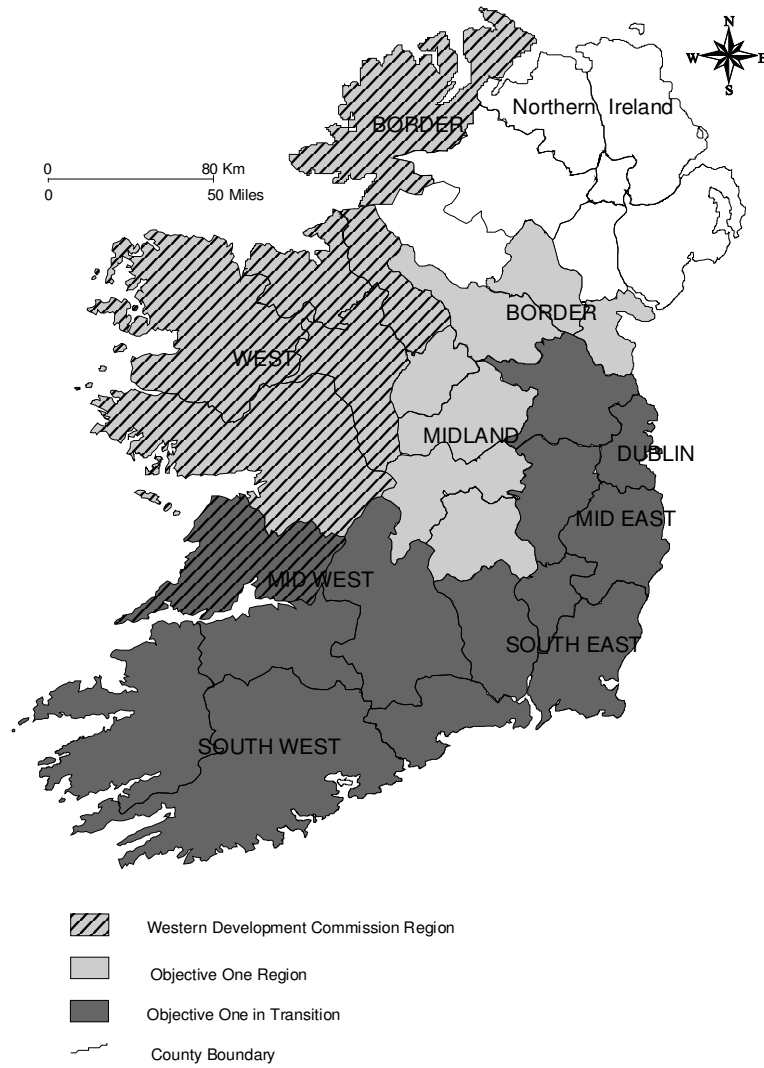 N
W E
S
Northern Ireland
BORDER
0 80 Km
0 50 Miles
BORDER
WEST
MIDLAND
DUBLIN
MID EAST
MID WEST
SOUTH EAST
SOUTH WEST
Western Development Commission Region
Objective One Region
Objective One in Transition
County Boundary